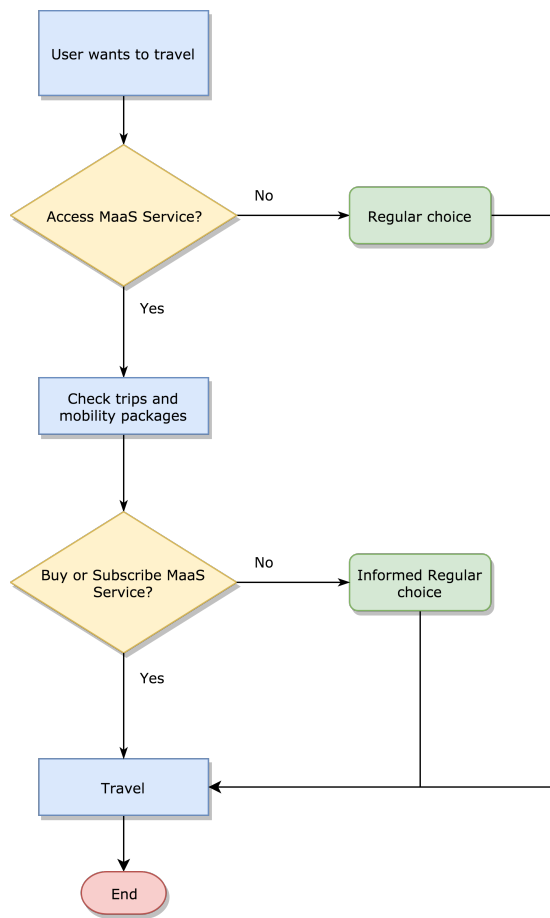 User wants to travel
Access MaaS Service?
No
Regular choice
Yes
Check trips and
mobility packages
Buy or Subscribe MaaS
Service?
No
Informed Regular
choice
Yes
Travel
End